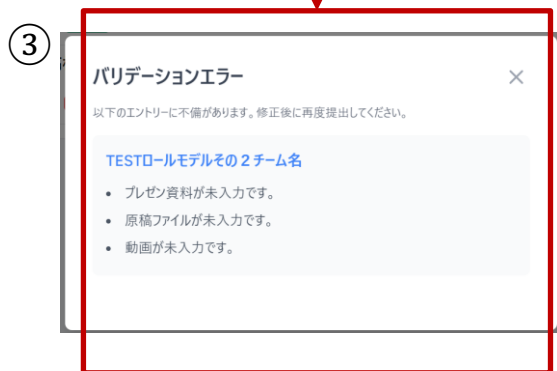 ③
バリデーションエラー
以下のエントリーに不備があります。修正後に再度提出してください。
TESTロールモデルその2チーム名
• プレゼン資料が未入力です。
• 原稿ファイルが未入力です。
• 動画が未入力です。